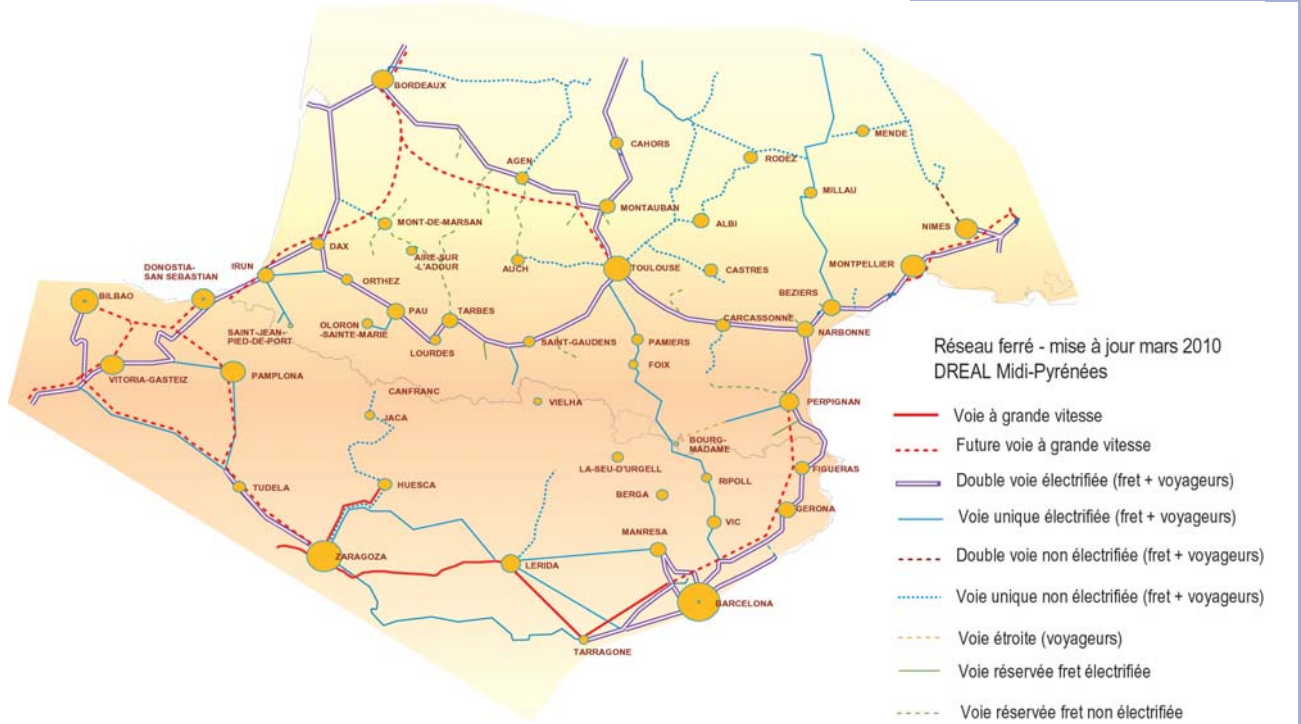 BORDEAUX
CAHORS
MENDE
RODEZ
AGEN
MILLAU
MONTAUBAN
MONT-DE-MARSAN
ALBI
NIMES
DAX
AIRE-SUR
-L'ADOUR
AUCH
TOULOUSE
CASTRES
MONTPELLIER
DONOSTIA-
SAN SEBASTIAN
IRUN
ORTHEZ
BEZIERS
BILBAO
PAU
TARBES
CARCASSONNE
NARBONNE
SAINT-JEAN-
PIED-DE-PORT
OLORON
-SAINTE-MARIE
LOURDES
SAINT-GAUDENS
PAMIERS
FOIX
VITORIA-GASTEIZ
PAMPLONA
CANFRANC
JACA
VIELHA
PERPIGNAN
BOURG-
MADAME
LA-SEU-D'URGELL
FIGUERAS
TUDELA
HUESCA
BERGA
RIPOLL
GERONA
MANRESA
VIC
ZARAGOZA
LERIDA
BARCELONA
TARRAGONE
Réseau ferré - mise à jour mars 2010
DREAL Midi-Pyrénées
Voie à grande vitesse
Future voie à grande vitesse
Double voie électrifiée (fret + voyageurs)
Voie unique électrifiée (fret + voyageurs)
Double voie non électrifiée (fret + voyageurs)
Voie unique non électrifiée (fret + voyageurs)
Voie étroite (voyageurs)
Voie réservée fret électrifiée
Voie réservée fret non électrifiée